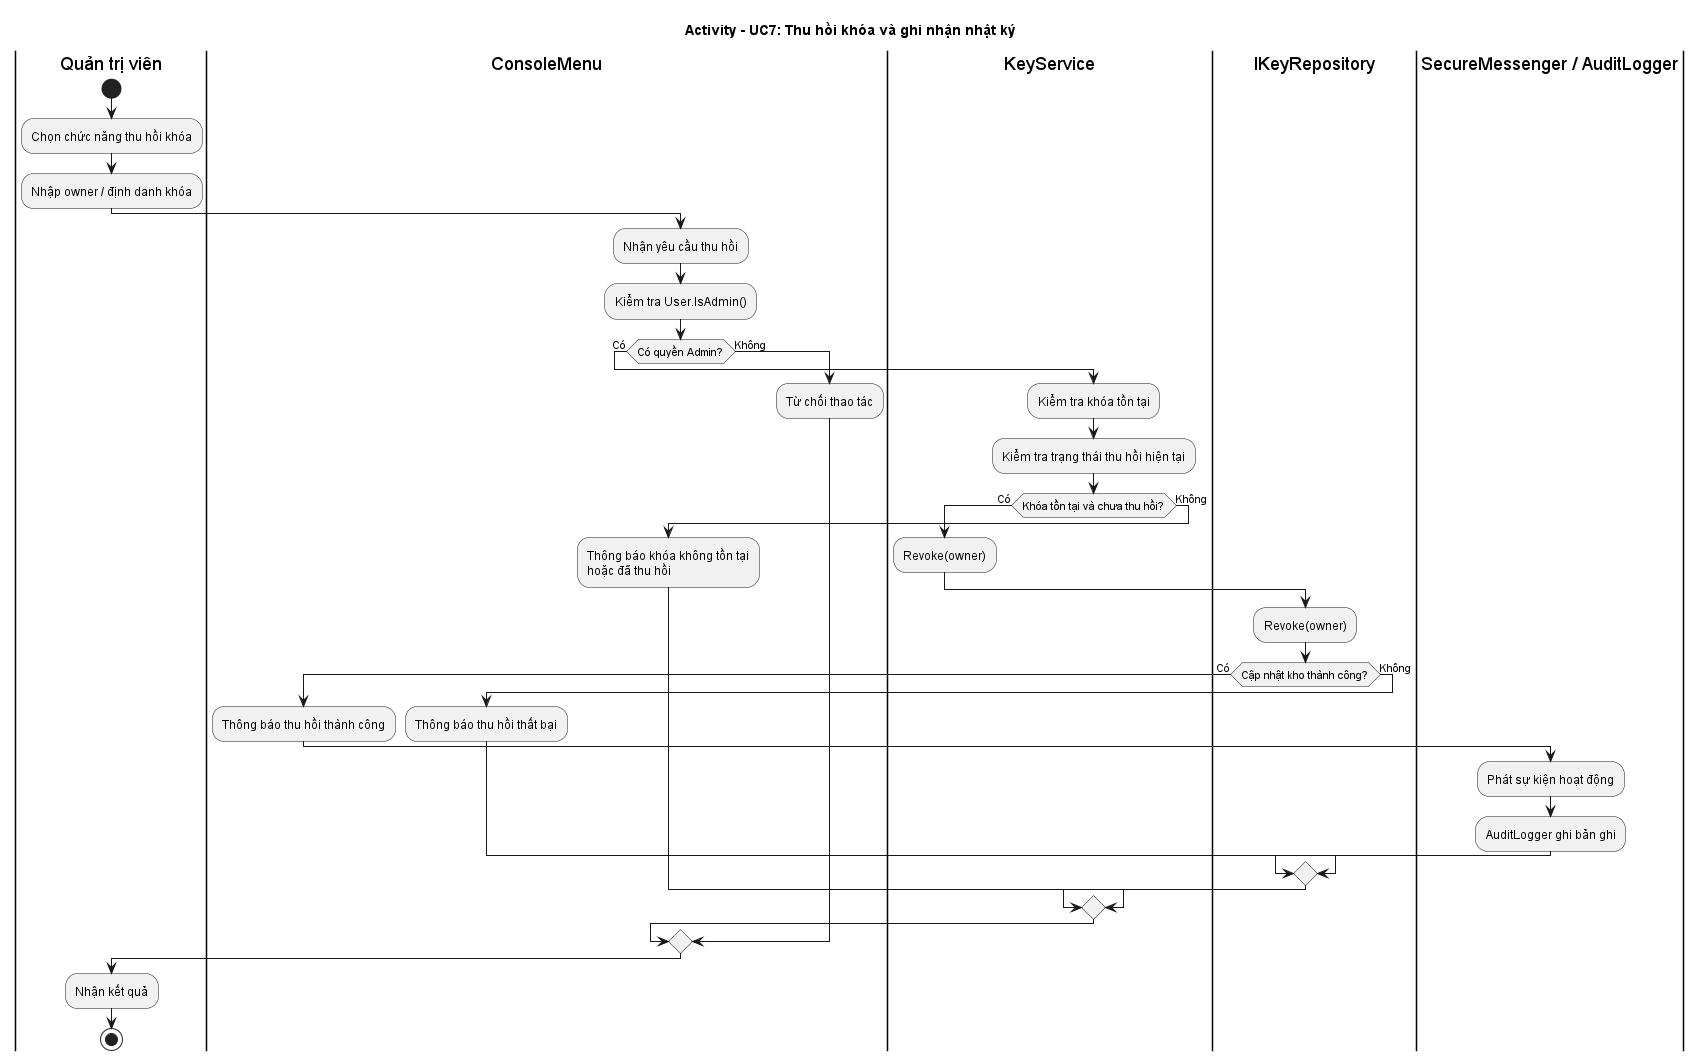 Activity - UC7: Thu hồi khóa và ghi nhận nhật ký
Quản trị viên
ConsoleMenu
KeyService
IKeyRepository
SecureMessenger / AuditLogger
Chọn chức năng thu hồi khóa
Nhập owner / định danh khóa
Nhận yêu cầu thu hồi
Kiểm tra User.IsAdmin()
Có
Có quyền Admin?
Không
Từ chối thao tác
Kiểm tra khóa tồn tại
Kiểm tra trạng thái thu hồi hiện tại
Có
Khóa tồn tại và chưa thu hồi?
Không
Thông báo khóa không tồn tại
hoặc đã thu hồi
Revoke(owner)
Revoke(owner)
Có
Cập nhật kho thành công?
Không
Thông báo thu hồi thành công
Thông báo thu hồi thất bại
Phát sự kiện hoạt động
AuditLogger ghi bản ghi
Nhận kết quả